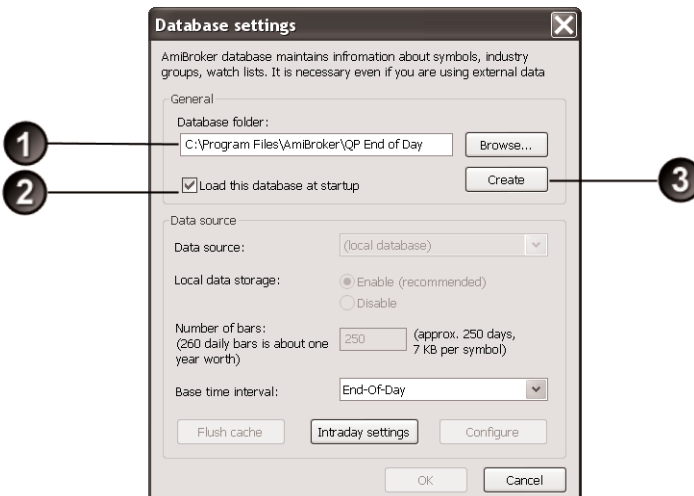 Database settings
AmiBroker database maintains infromation about symbols, industry
groups, watch lists. It is necessary even if you are using external data
General
Database folder:
1
C:\Program Files\AmiBroker\QP End of Day
Browse...
2
Load this database at startup
Create
3
Data source
Data source:
(local database)
Local data storage:
Enable (recommended)
Disable
Number of bars:
(260 daily bars is about one
year worth)
250
(approx. 250 days,
7 KB per symbol)
Base time interval:
End-Of-Day
Flush cache
Intraday settings
Configure
OK
Cancel